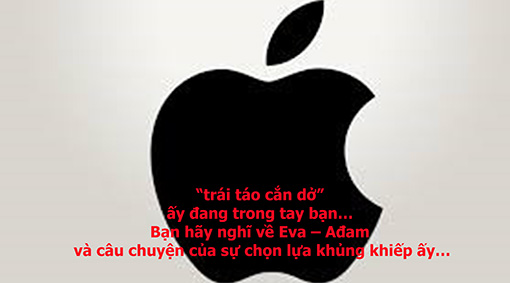 “trái táo cắn dở”
ấy đang trong tay bạn...
Bạn hãy nghĩ về Eva – Ađam
và câu chuyện của sự chọn lựa khủng khiếp ấy...